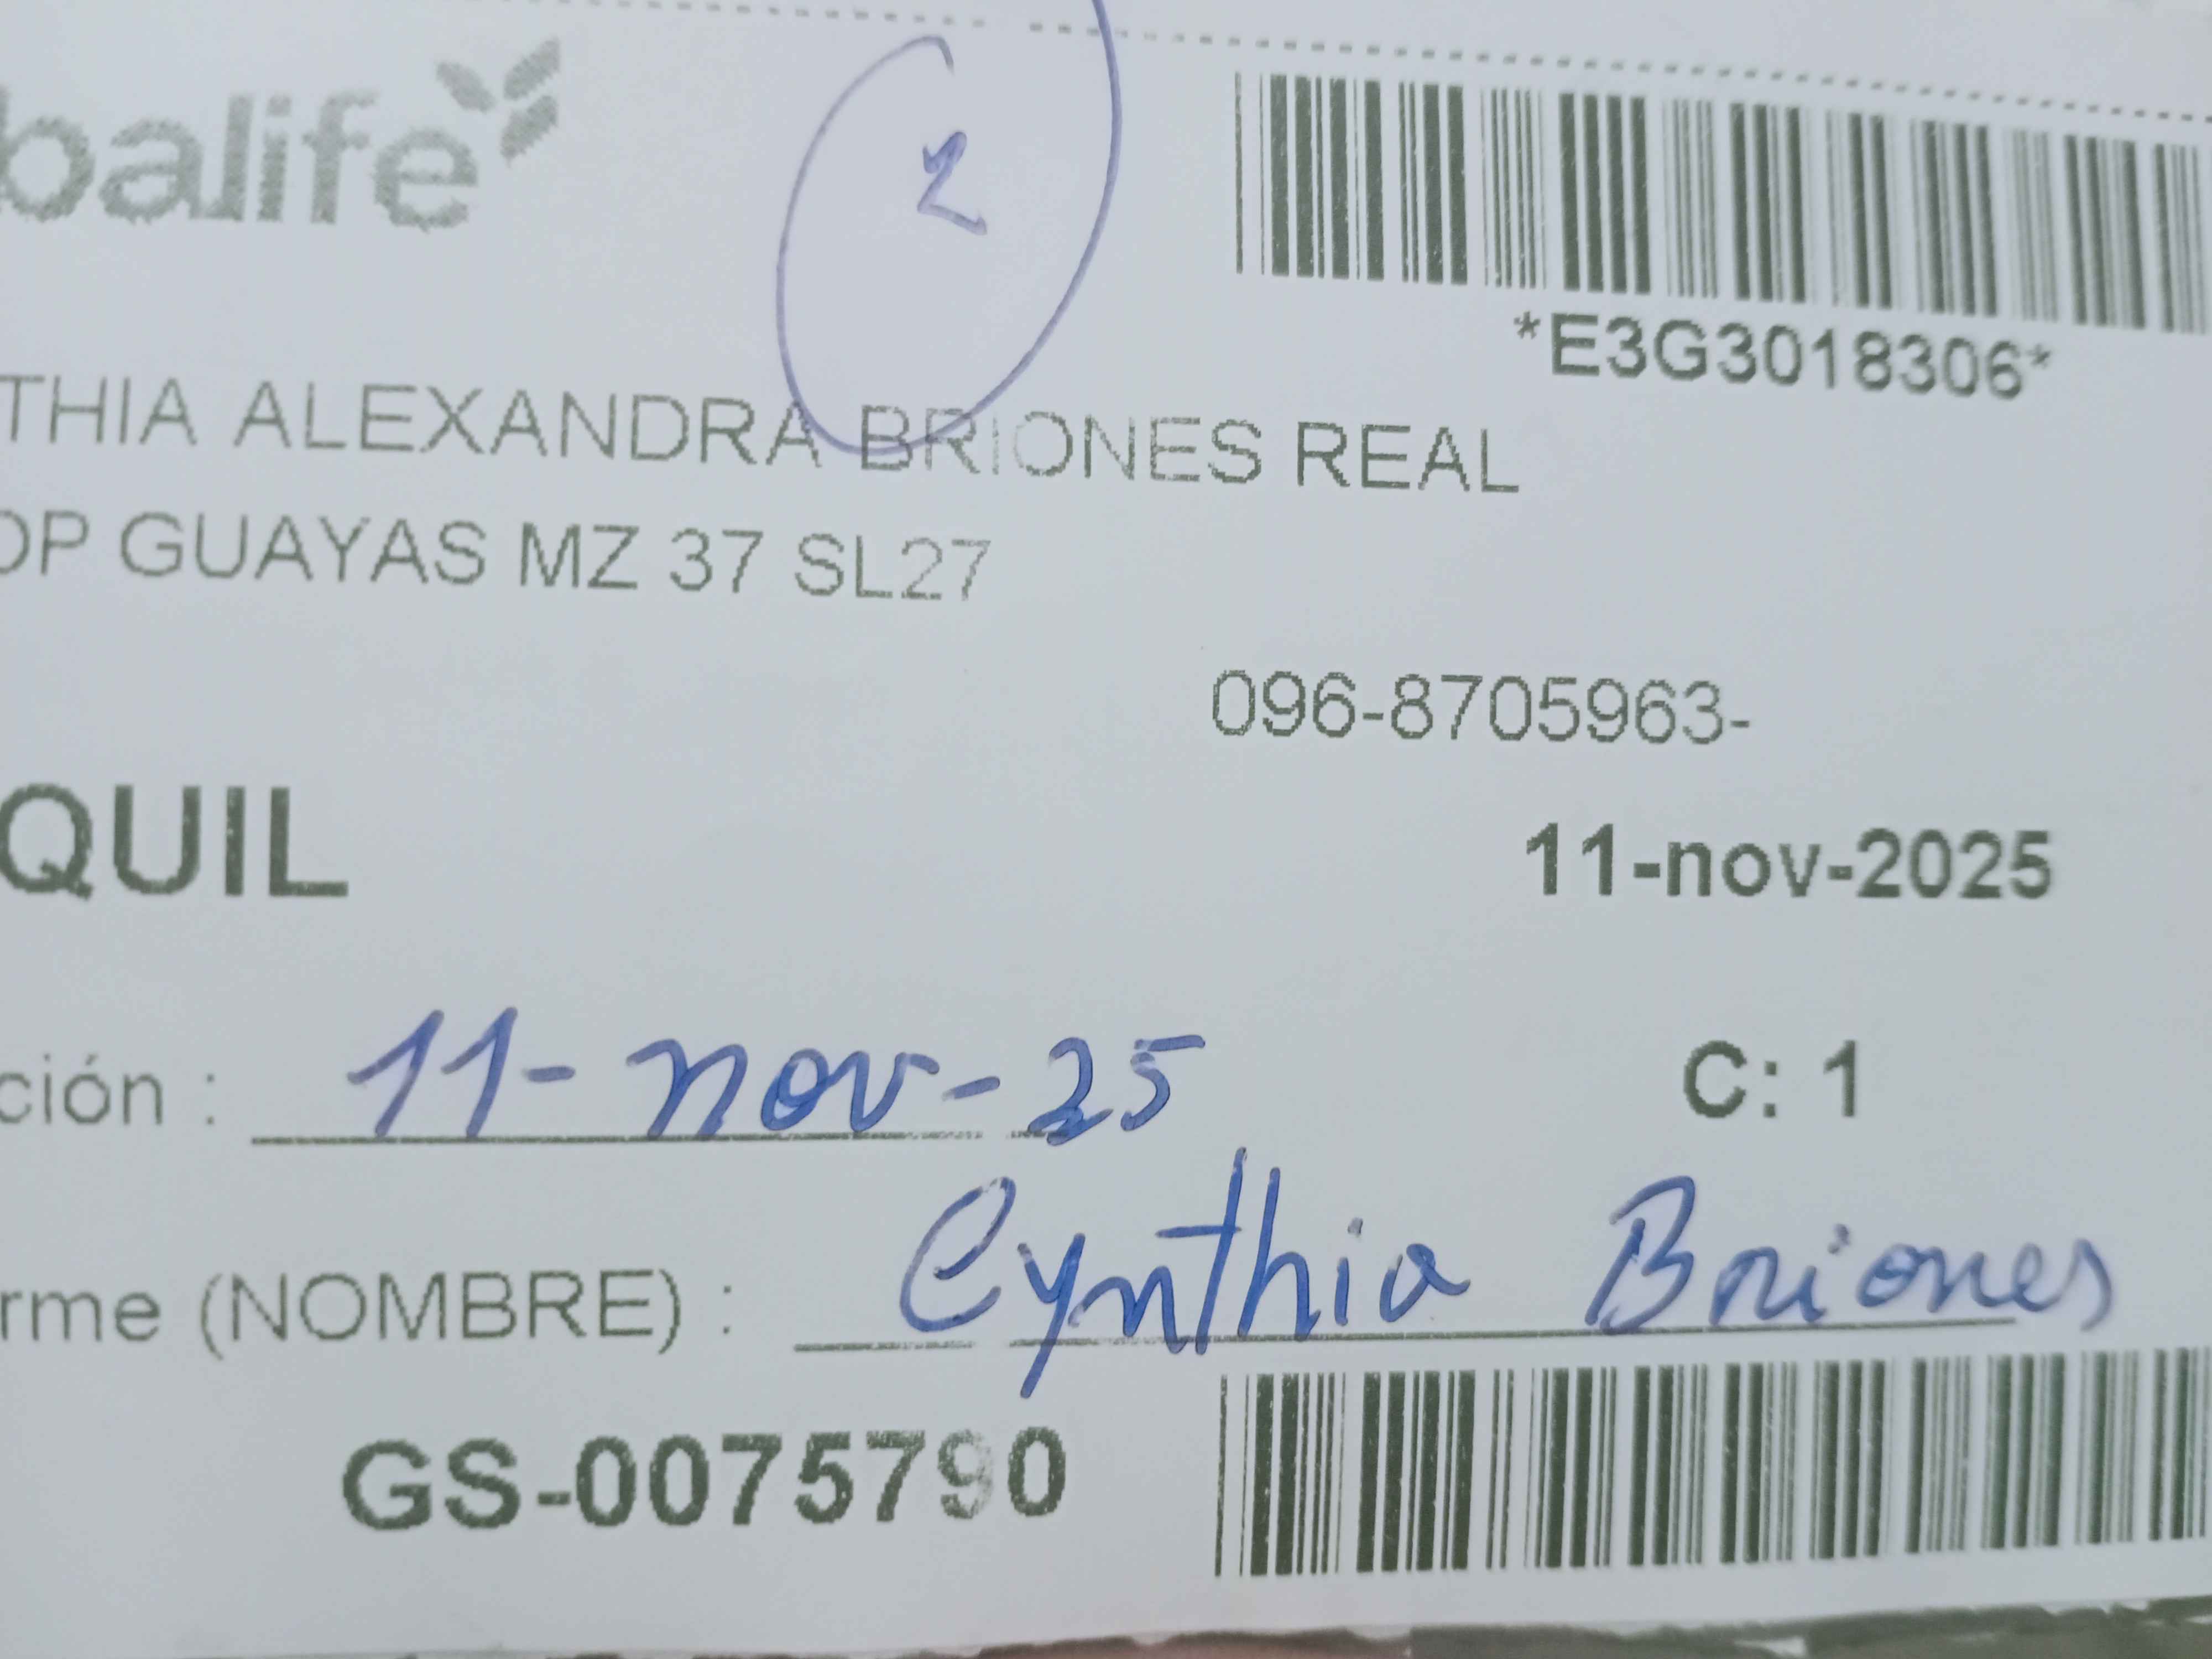 balife
2
*E3G3018306*
THIA ALEXANDRA BRIONES REAL
OP GUAYAS MZ 37 SL27
096-8705963-
QUIL
11-nov-2025
ción : 11-nov-25
C: 1
rme (NOMBRE) : Cynthia Briones
GS-0075790